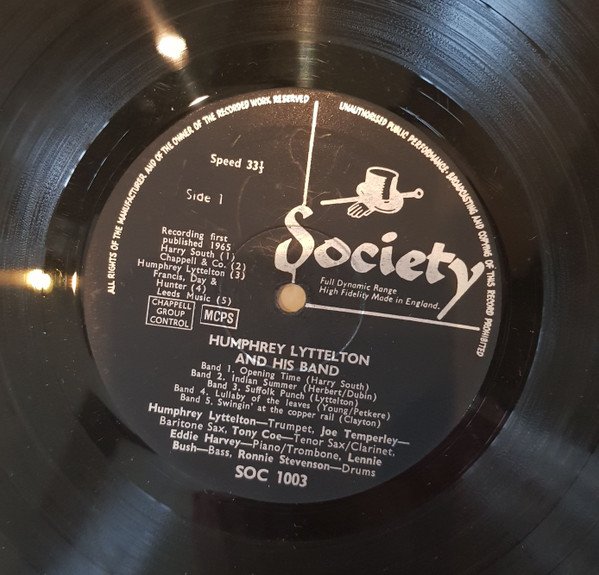 ALL RIGHTS OF THE MANUFACTURER AND OF THE OWNER OF THE RECORDED WORK RESERVED
UNAUTHORISED PUBLIC PERFORMANCE, BROADCASTING AND COPYING OF THIS RECORD PROHIBITED
Speed 33⅓
Side 1
Society
Full Dynamic Range
High Fidelity Made in England.
Recording first
published 1965
Harry South (1)
Chappell & Co. (2)
Humphrey Lyttelton (3)
Francis, Day &
Hunter (4)
Leeds Music (5)
CHAPPELL
GROUP
CONTROL
MCPS
HUMPHREY LYTTELTON
AND HIS BAND
Band 1. Opening Time (Harry South)
Band 2. Indian Summer (Herbert/Dubin)
Band 3. Suffolk Punch (Lyttelton)
Band 4. Lullaby of the leaves (Young/Petkere)
Band 5. Swingin' at the copper rail (Clayton)
Humphrey Lyttelton—Trumpet, Joe Temperley—
Baritone Sax, Tony Coe—Tenor Sax/Clarinet,
Eddie Harvey—Piano/Trombone, Lennie
Bush—Bass, Ronnie Stevenson—Drums
SOC 1003